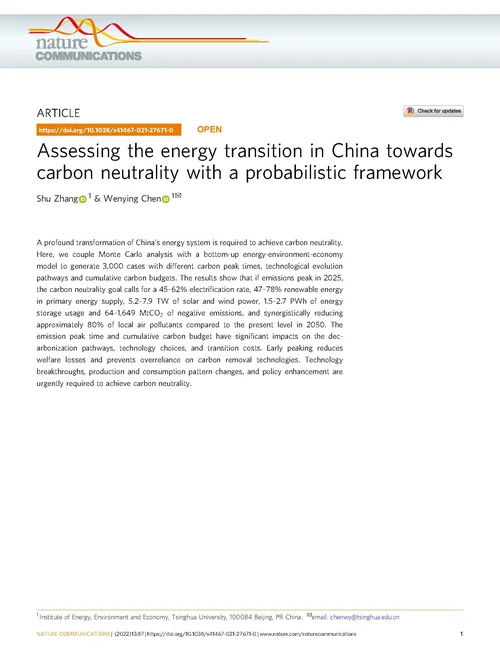 nature
COMMUNICATIONS
ARTICLE
Check for updates
https://doi.org/10.1038/s41467-021-27671-0
OPEN
Assessing the energy transition in China towards
carbon neutrality with a probabilistic framework
Shu Zhang 1 & Wenying Chen 1✉
A profound transformation of China's energy system is required to achieve carbon neutrality.
Here, we couple Monte Carlo analysis with a bottom-up energy-environment-economy
model to generate 3,000 cases with different carbon peak times, technological evolution
pathways and cumulative carbon budgets. The results show that if emissions peak in 2025,
the carbon neutrality goal calls for a 45–62% electrification rate, 47–78% renewable energy
in primary energy supply, 5.2–7.9 TW of solar and wind power, 1.5–2.7 PWh of energy
storage usage and 64–1,649 MtCO2 of negative emissions, and synergistically reducing
approximately 80% of local air pollutants compared to the present level in 2050. The
emission peak time and cumulative carbon budget have significant impacts on the dec-
arbonization pathways, technology choices, and transition costs. Early peaking reduces
welfare losses and prevents overreliance on carbon removal technologies. Technology
breakthroughs, production and consumption pattern changes, and policy enhancement are
urgently required to achieve carbon neutrality.
1 Institute of Energy, Environment and Economy, Tsinghua University, 100084 Beijing, PR China. ✉email: chenwy@tsinghua.edu.cn
NATURE COMMUNICATIONS | (2022)13:87 | https://doi.org/10.1038/s41467-021-27671-0 | www.nature.com/naturecommunications
1